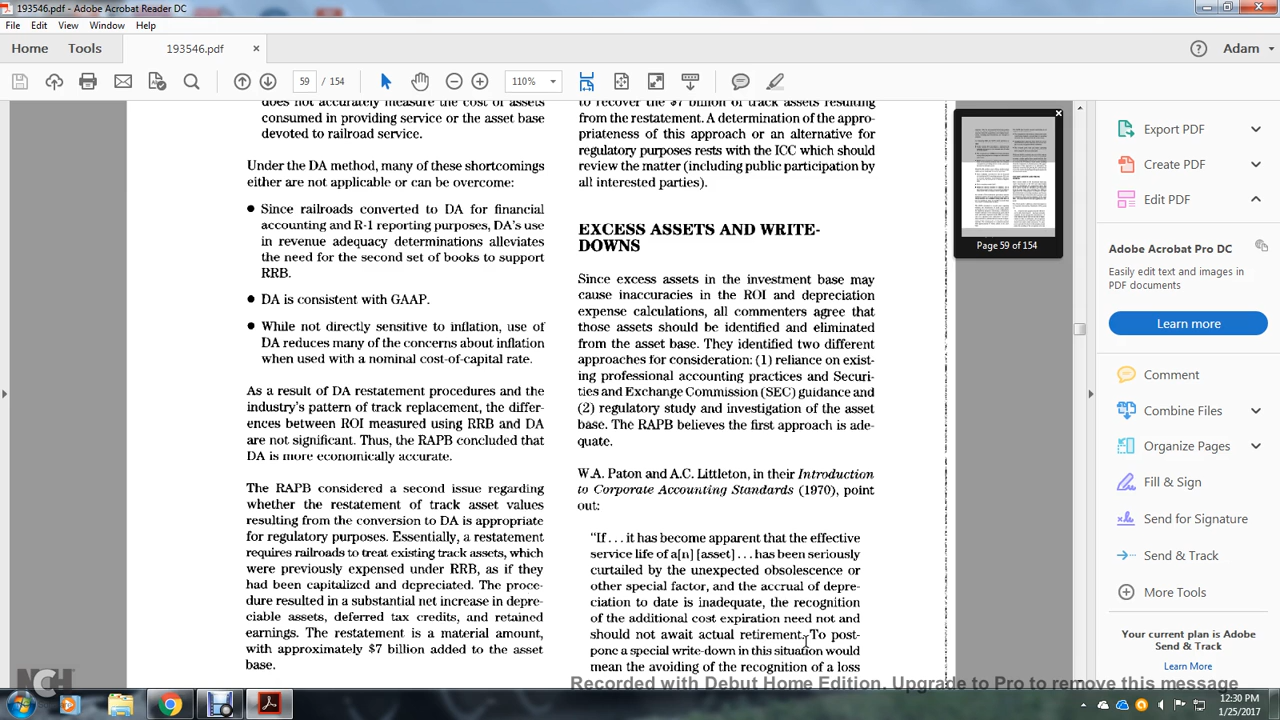 193546.pdf - Adobe Acrobat Reader DC
File Edit View Window Help
Home Tools 193546.pdf × Adam
59 / 154 110%
does not accurately measure the cost of assets
consumed in providing service or the asset base
devoted to railroad service.
Under the DA method, many of these shortcomings
either are not applicable or can be overcome:
● Since railroads converted to DA for financial
accounting and R-1 reporting purposes, DA's use
in revenue adequacy determinations alleviates
the need for the second set of books to support
RRB.
● DA is consistent with GAAP.
● While not directly sensitive to inflation, use of
DA reduces many of the concerns about inflation
when used with a nominal cost-of-capital rate.
As a result of DA restatement procedures and the
industry's pattern of track replacement, the differ-
ences between ROI measured using RRB and DA
are not significant. Thus, the RAPB concluded that
DA is more economically accurate.
The RAPB considered a second issue regarding
whether the restatement of track asset values
resulting from the conversion to DA is appropriate
for regulatory purposes. Essentially, a restatement
requires railroads to treat existing track assets, which
were previously expensed under RRB, as if they
had been capitalized and depreciated. The proce-
dure resulted in a substantial net increase in depre-
ciable assets, deferred tax credits, and retained
earnings. The restatement is a material amount,
with approximately $7 billion added to the asset
base.
to recover the $7 billion of track assets resulting
from the restatement. A determination of the appro-
priateness of this approach or an alternative for
regulatory purposes rests with the ICC which should
review the matter (including public participation by
all interested parties).
EXCESS ASSETS AND WRITE-
DOWNS
Since excess assets in the investment base may
cause inaccuracies in the ROI and depreciation
expense calculations, all commenters agree that
those assets should be identified and eliminated
from the asset base. They identified two different
approaches for consideration: (1) reliance on exist-
ing professional accounting practices and Securi-
ties and Exchange Commission (SEC) guidance and
(2) regulatory study and investigation of the asset
base. The RAPB believes the first approach is ade-
quate.
W.A. Paton and A.C. Littleton, in their Introduction
to Corporate Accounting Standards (1970), point
out:
"If . . . it has become apparent that the effective
service life of a[n] [asset] . . . has been seriously
curtailed by the unexpected obsolescence or
other special factor, and the accrual of depre-
ciation to date is inadequate, the recognition
of the additional cost expiration need not and
should not await actual retirement. To post-
pone a special write-down in this situation would
mean the avoiding of the recognition of a loss
Page 59 of 154
Export PDF
Create PDF
Edit PDF
Adobe Acrobat Pro DC
Easily edit text and images in
PDF documents
Learn more
Comment
Combine Files
Organize Pages
Fill & Sign
Send for Signature
Send & Track
More Tools
Your current plan is Adobe
Send & Track
Learn More
NCH
Recorded with Debut Home Edition. Upgrade to Pro to remove this message
12:30 PM
1/25/2017